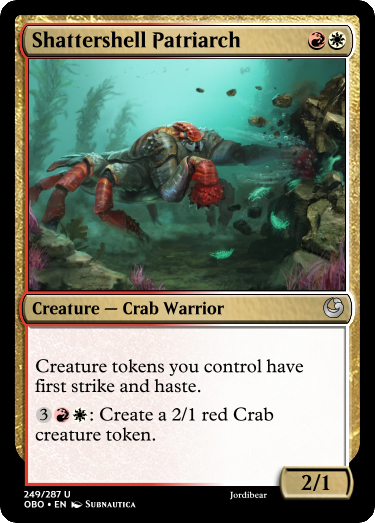 Shattershell Patriarch
Creature — Crab Warrior
Creature tokens you control have
first strike and haste.
3: Create a 2/1 red Crab
creature token.
2/1
249/287 U
OBO • EN Subnautica
Jordibear